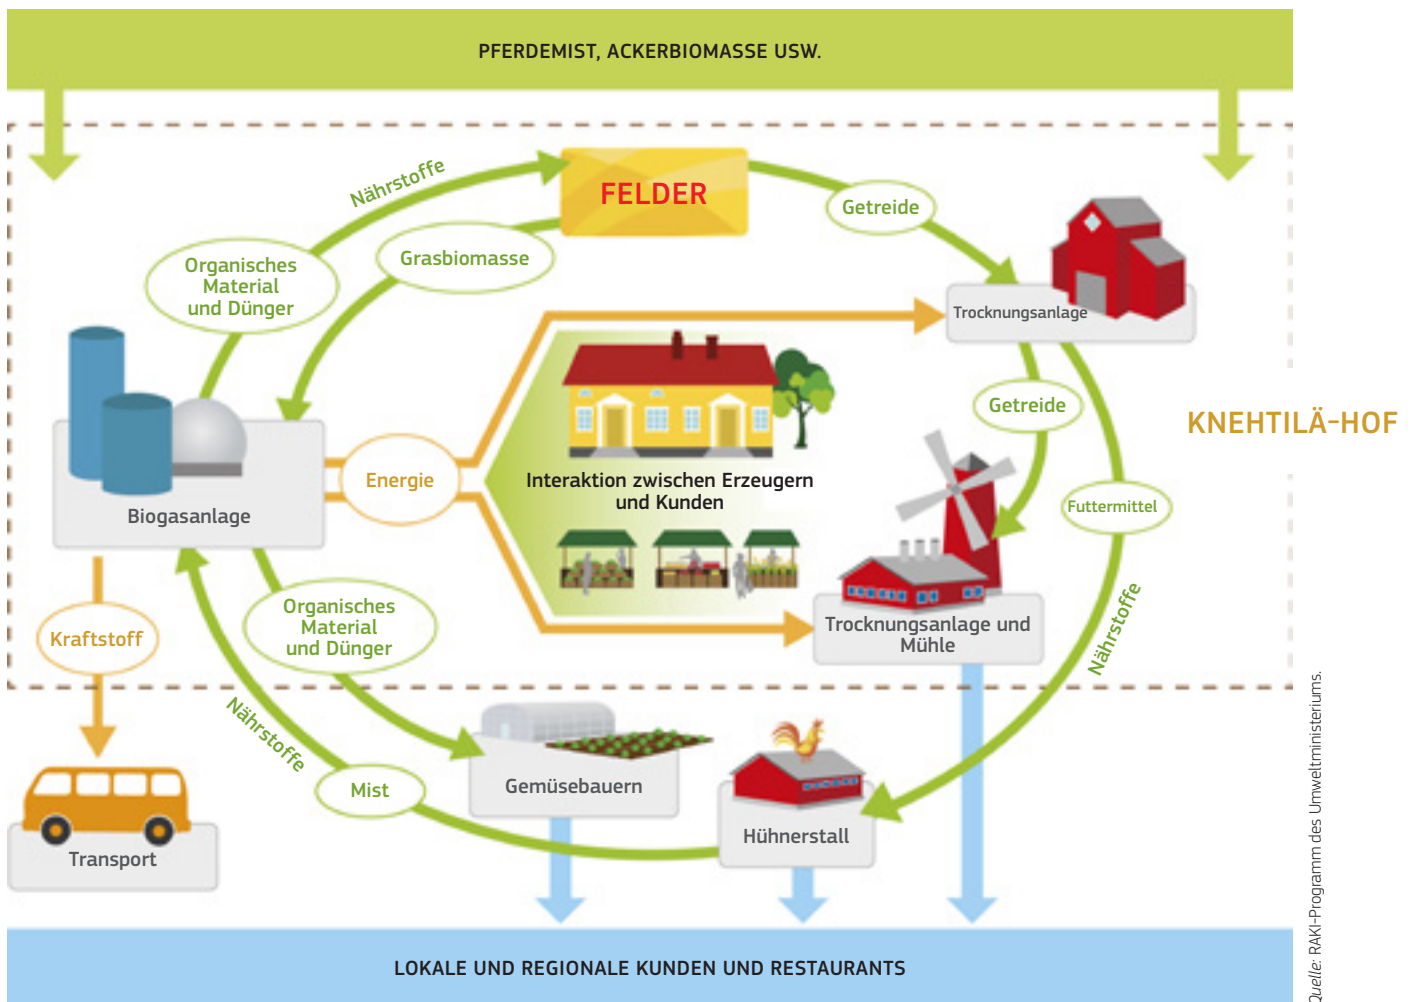 PFERDEMIST, ACKERBIOMASSE USW.
Nährstoffe
FELDER
Getreide
Grasbiomasse
Organisches
Material
und Dünger
Trocknungsanlage
Getreide
KNEHTILÄ-HOF
Energie
Interaktion zwischen Erzeugern
und Kunden
Futtermittel
Biogasanlage
Organisches
Material
und Dünger
Kraftstoff
Trocknungsanlage und
Mühle
Nährstoffe
Nährstoffe
Mist
Gemüsebauern
Hühnerstall
Transport
LOKALE UND REGIONALE KUNDEN UND RESTAURANTS
Quelle: RAKI-Programm des Umweltministeriums.